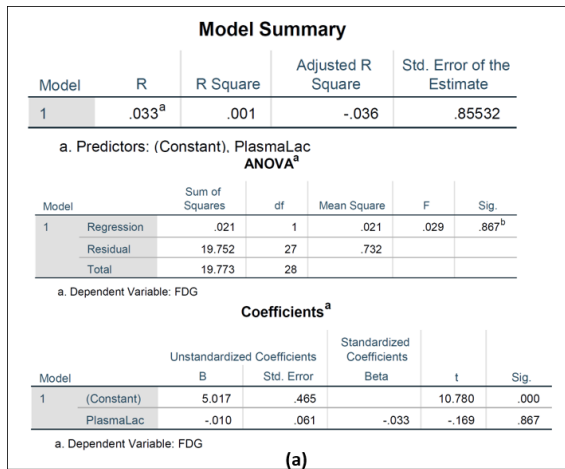 Model Summary
Model R R Square Adjusted R Square Std. Error of the Estimate
1 .033a .001 -.036 .85532
a. Predictors: (Constant), PlasmaLac
ANOVAa
Model Sum of Squares df Mean Square F Sig.
1 Regression .021 1 .021 .029 .867b
Residual 19.752 27 .732
Total 19.773 28
a. Dependent Variable: FDG
Coefficientsa
Unstandardized Coefficients Standardized Coefficients
Model B Std. Error Beta t Sig.
1 (Constant) 5.017 .465 10.780 .000
PlasmaLac -.010 .061 -.033 -.169 .867
a. Dependent Variable: FDG
(a)